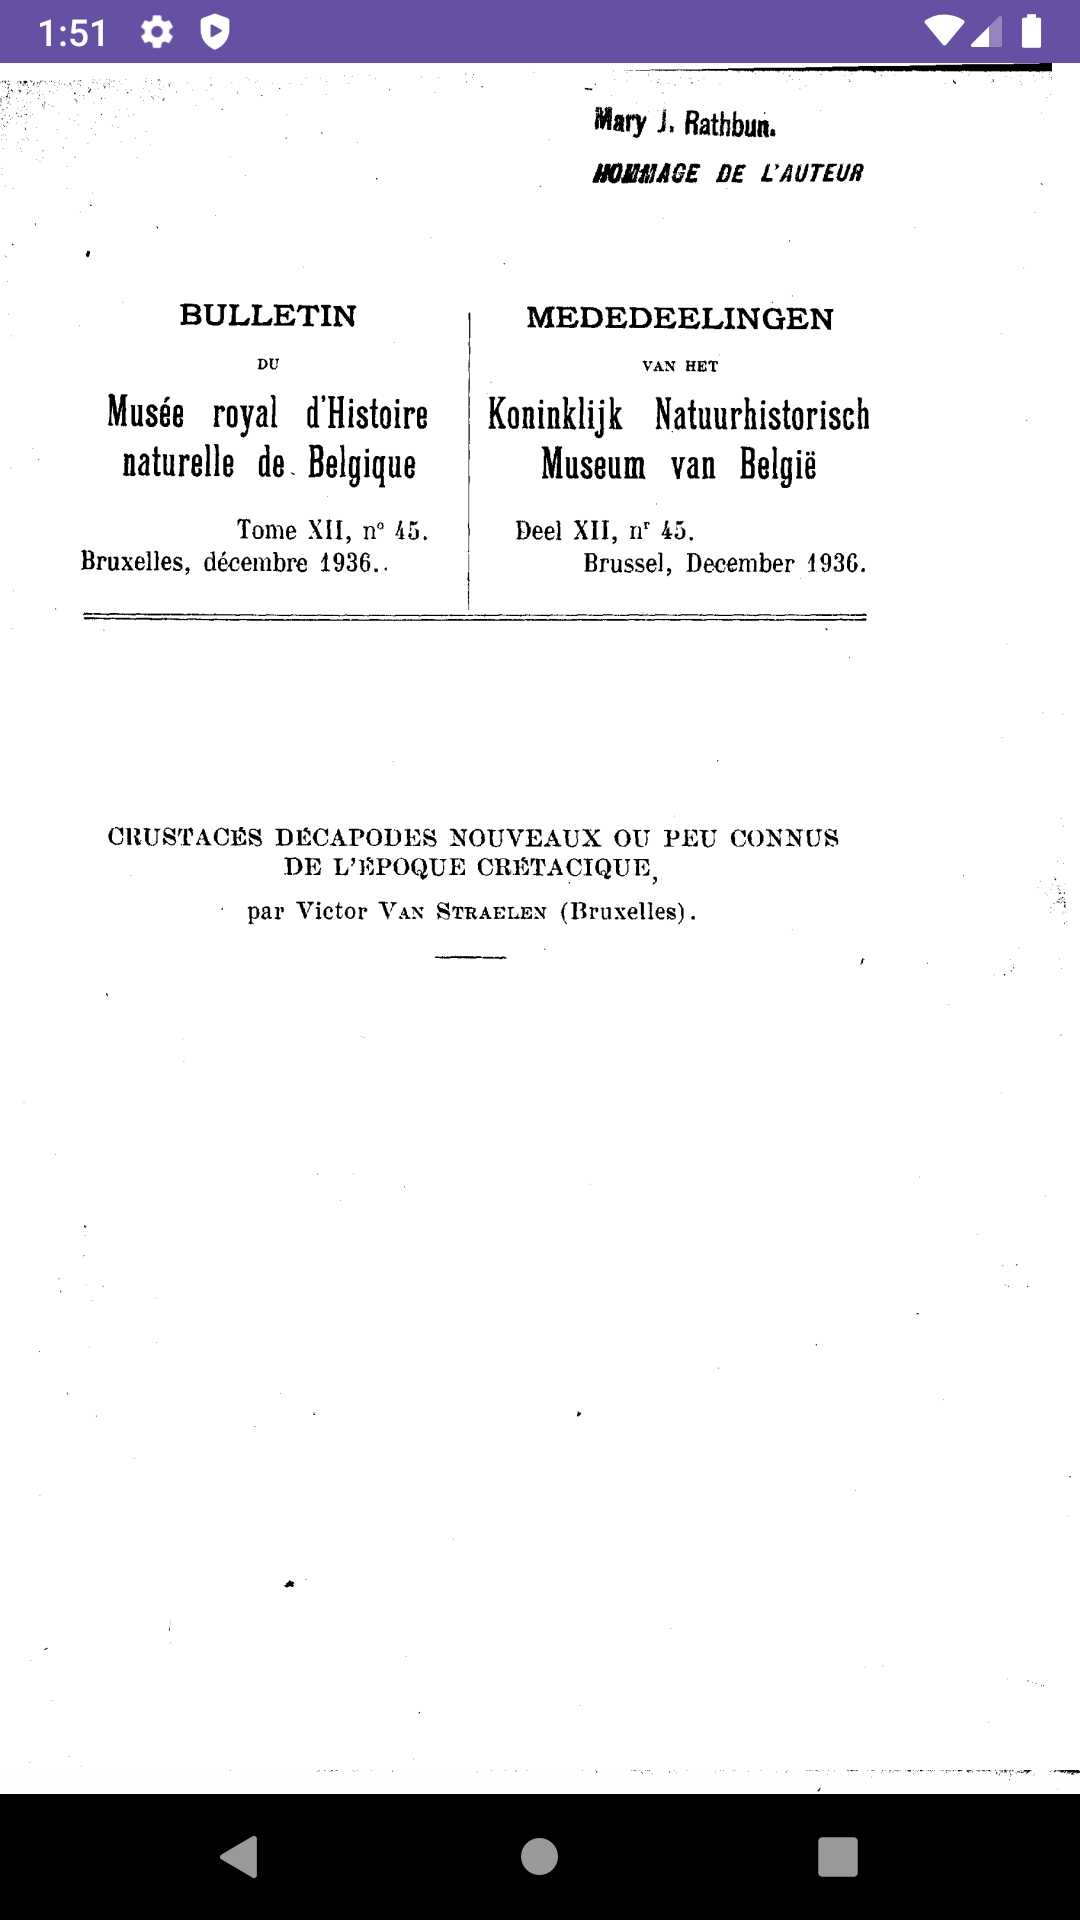 1:51
Mary J. Rathbun.
HOMMAGE DE L'AUTEUR
BULLETIN
DU
Musée royal d'Histoire
naturelle de Belgique
Tome XII, n° 45.
Bruxelles, décembre 1936..
MEDEDEELINGEN
VAN HET
Koninklijk Natuurhistorisch
Museum van België
Deel XII, nr 45.
Brussel, December 1936.
CRUSTACÉS DÉCAPODES NOUVEAUX OU PEU CONNUS
DE L'ÉPOQUE CRÉTACIQUE,
par Victor VAN STRAELEN (Bruxelles).